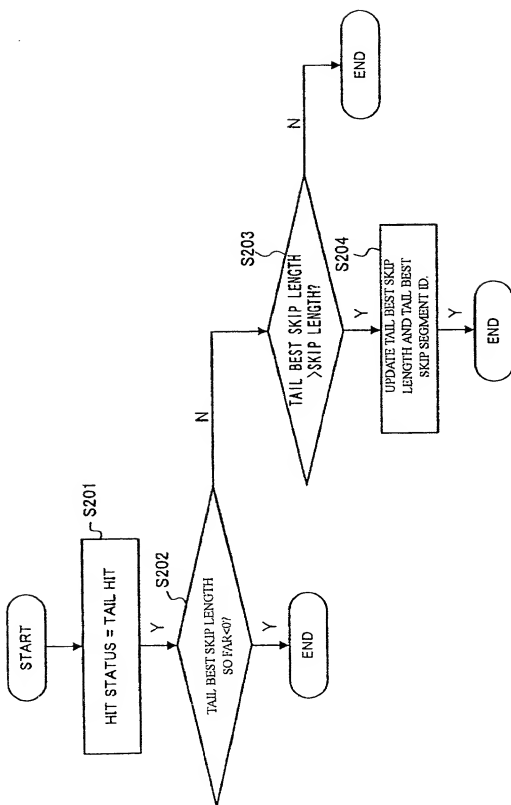 START
S201
HIT STATUS = TAIL HIT
Y
S202
TAIL BEST SKIP LENGTH
SO FAR<0?
N
Y
END
S203
TAIL BEST SKIP LENGTH
>SKIP LENGTH?
N
END
Y
S204
UPDATE TAIL BEST SKIP
LENGTH AND TAIL BEST
SKIP SEGMENT ID.
Y
END